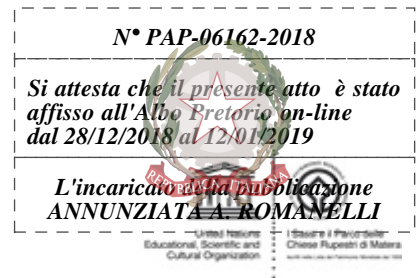 N° PAP-06162-2018
Si attesta che il presente atto è stato
affisso all'Albo Pretorio on-line
dal 28/12/2018 al 12/01/2019
L'incaricato della pubblicazione
ANNUNZIATA A. ROMANELLI
REPUBBLICA ITALIANA
United Nations
Educational, Scientific and
Cultural Organization
I Sassi e il Parco delle
Chiese Rupestri di Matera